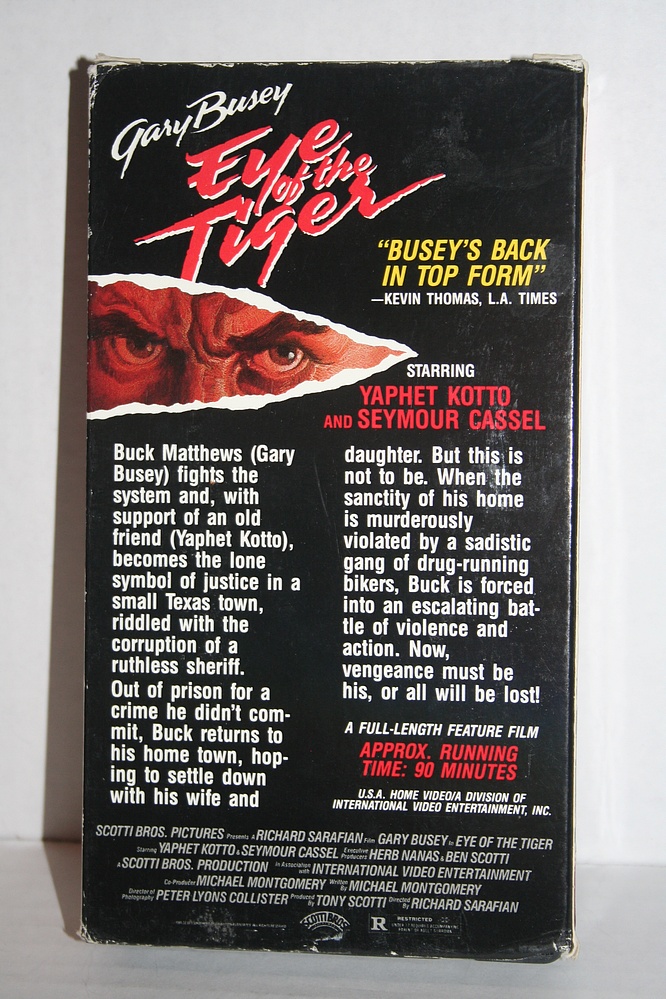 Gary Busey
Eye
of the
Tiger
“BUSEY’S BACK
IN TOP FORM”
—KEVIN THOMAS, L.A. TIMES
STARRING
YAPHET KOTTO
AND SEYMOUR CASSEL
Buck Matthews (Gary
Busey) fights the
system and, with
support of an old
friend (Yaphet Kotto),
becomes the lone
symbol of justice in a
small Texas town,
riddled with the
corruption of a
ruthless sheriff.
Out of prison for a
crime he didn’t com-
mit, Buck returns to
his home town, hop-
ing to settle down
with his wife and
daughter. But this is
not to be. When the
sanctity of his home
is murderously
violated by a sadistic
gang of drug-running
bikers, Buck is forced
into an escalating bat-
tle of violence and
action. Now,
vengeance must be
his, or all will be lost!
A FULL-LENGTH FEATURE FILM
APPROX. RUNNING
TIME: 90 MINUTES
U.S.A. HOME VIDEO/A DIVISION OF
INTERNATIONAL VIDEO ENTERTAINMENT, INC.
SCOTTI BROS. PICTURES Presents A RICHARD SARAFIAN Film GARY BUSEY in EYE OF THE TIGER
Starring YAPHET KOTTO & SEYMOUR CASSEL Executive Producers HERB NANAS & BEN SCOTTI
A SCOTTI BROS. PRODUCTION in Association with INTERNATIONAL VIDEO ENTERTAINMENT
Co-Producer MICHAEL MONTGOMERY Written By MICHAEL MONTGOMERY
Director of Photography PETER LYONS COLLISTER Produced By TONY SCOTTI Directed By RICHARD SARAFIAN
SCOTTI BROS
R RESTRICTED